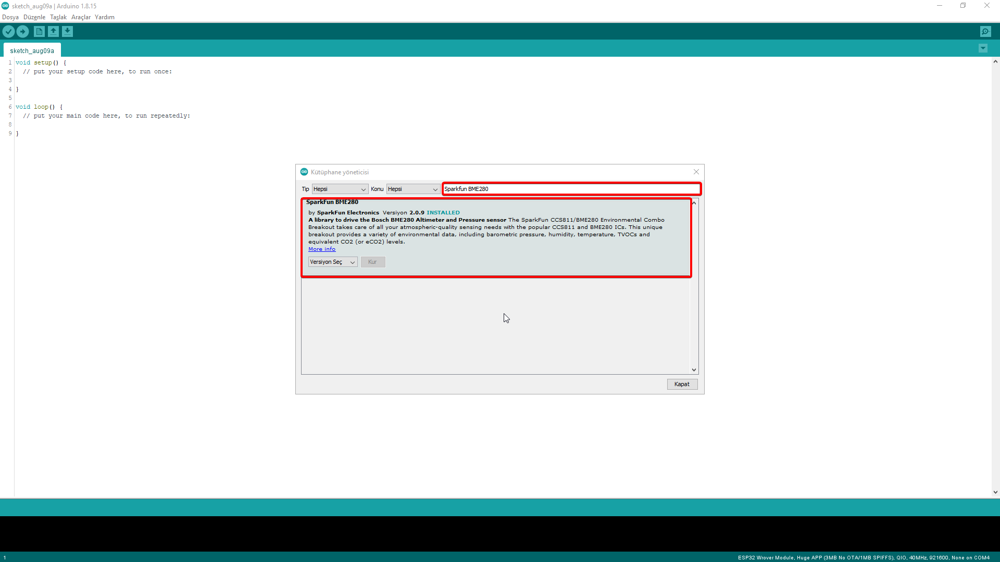 sketch_aug09a | Arduino 1.8.15
Dosya Düzenle Taslak Araçlar Yardım
sketch_aug09a
1 void setup() {
2 // put your setup code here, to run once:
3
4 }
5
6 void loop() {
7 // put your main code here, to run repeatedly:
8
9 }
Kütüphane yöneticisi
Tip Hepsi Konu Hepsi Sparkfun BME280
SparkFun BME280
by SparkFun Electronics Versiyon 2.0.9 INSTALLED
A library to drive the Bosch BME280 Altimeter and Pressure sensor The SparkFun CCS811/BME280 Environmental Combo
Breakout takes care of all your atmospheric-quality sensing needs with the popular CCS811 and BME280 ICs. This unique
breakout provides a variety of environmental data, including barometric pressure, humidity, temperature, TVOCs and
equivalent CO2 (or eCO2) levels.
More info
Versiyon Seç Kur
Kapat
1 ESP32 Wrover Module, Huge APP (3MB No OTA/1MB SPIFFS), QIO, 40MHz, 921600, None on COM4